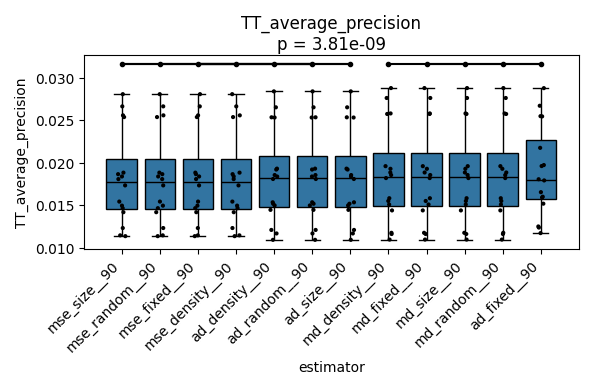 TT_average_precision
p = 3.81e-09
TT_average_precision
0.030
0.025
0.020
0.015
0.010
mse_size__90
mse_random__90
mse_fixed__90
mse_density__90
ad_density__90
ad_random__90
ad_size__90
md_density__90
md_fixed__90
md_size__90
md_random__90
ad_fixed__90
estimator